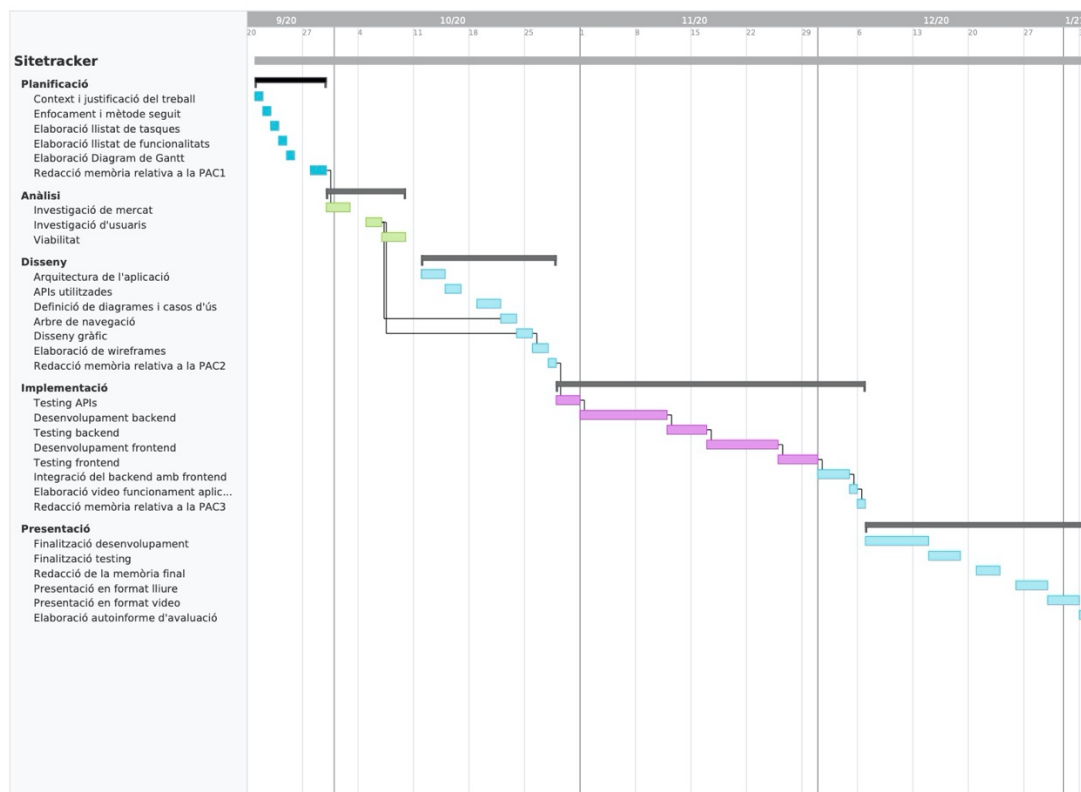 9/20 10/20 11/20 12/20
20 27 4 11 18 25 1 8 15 22 29 6 13 20 27
Sitetracker
Planificació
Context i justificació del treball
Enfocament i mètode seguit
Elaboració llistat de tasques
Elaboració llistat de funcionalitats
Elaboració Diagram de Gantt
Redacció memòria relativa a la PAC1
Anàlisi
Investigació de mercat
Investigació d'usuaris
Viabilitat
Disseny
Arquitectura de l'aplicació
APIs utilitzades
Definició de diagrames i casos d'ús
Arbre de navegació
Disseny gràfic
Elaboració de wireframes
Redacció memòria relativa a la PAC2
Implementació
Testing APIs
Desenvolupament backend
Testing backend
Desenvolupament frontend
Testing frontend
Integració del backend amb frontend
Elaboració video funcionament aplic...
Redacció memòria relativa a la PAC3
Presentació
Finalització desenvolupament
Finalització testing
Redacció de la memòria final
Presentació en format lliure
Presentació en format video
Elaboració autoinforme d'avaluació